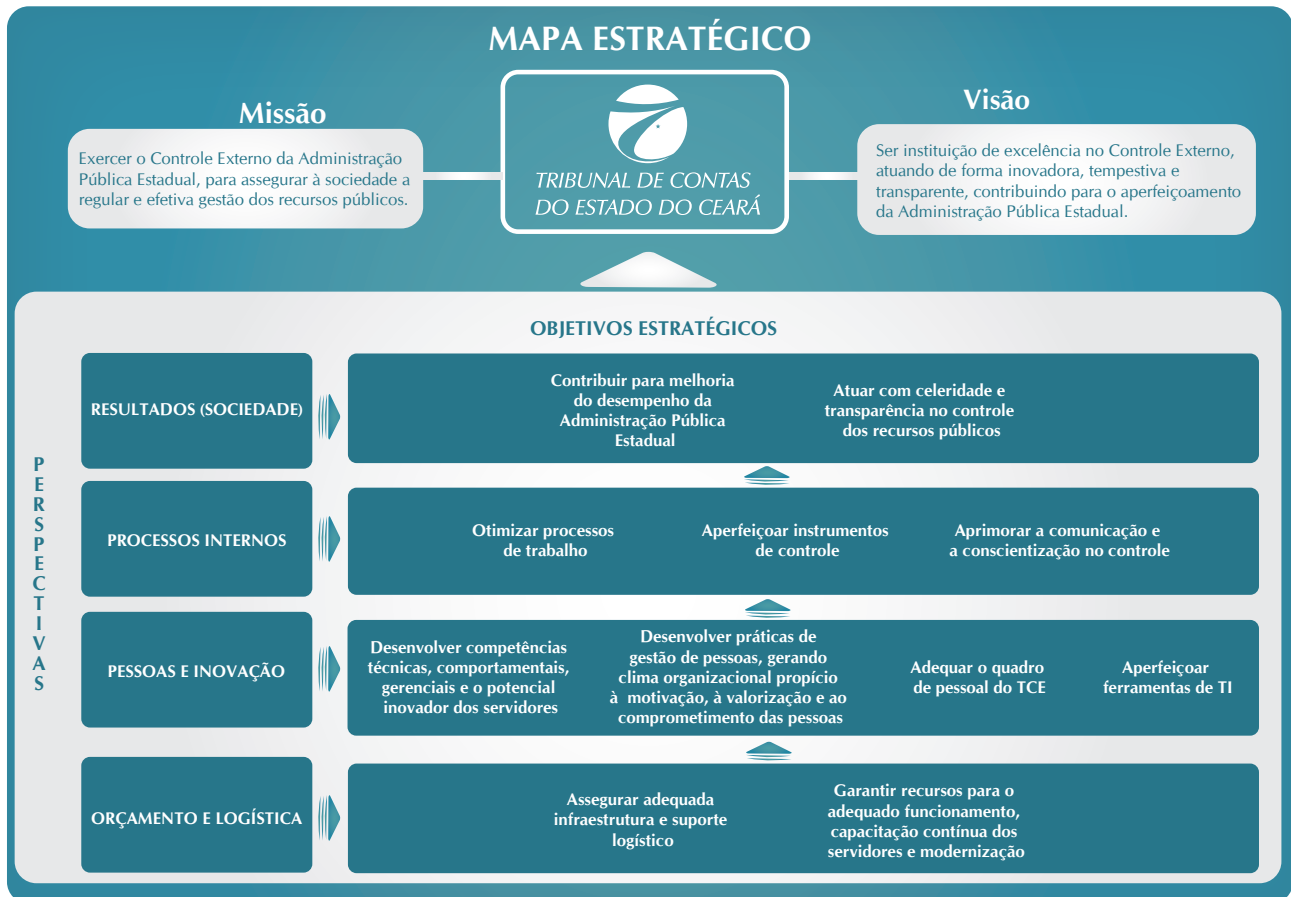 MAPA ESTRATÉGICO
Missão
Exercer o Controle Externo da Administração
Pública Estadual, para assegurar à sociedade a
regular e efetiva gestão dos recursos públicos.
TRIBUNAL DE CONTAS
DO ESTADO DO CEARÁ
Visão
Ser instituição de excelência no Controle Externo,
atuando de forma inovadora, tempestiva e
transparente, contribuindo para o aperfeiçoamento
da Administração Pública Estadual.
OBJETIVOS ESTRATÉGICOS
PERSPECTIVAS
RESULTADOS (SOCIEDADE)
Contribuir para melhoria
do desempenho da
Administração Pública
Estadual
Atuar com celeridade e
transparência no controle
dos recursos públicos
PROCESSOS INTERNOS
Otimizar processos
de trabalho
Aperfeiçoar instrumentos
de controle
Aprimorar a comunicação e
a conscientização no controle
PESSOAS E INOVAÇÃO
Desenvolver competências
técnicas, comportamentais,
gerenciais e o potencial
inovador dos servidores
Desenvolver práticas de
gestão de pessoas, gerando
clima organizacional propício
à motivação, à valorização e ao
comprometimento das pessoas
Adequar o quadro
de pessoal do TCE
Aperfeiçoar
ferramentas de TI
ORÇAMENTO E LOGÍSTICA
Assegurar adequada
infraestrutura e suporte
logístico
Garantir recursos para o
adequado funcionamento,
capacitação contínua dos
servidores e modernização